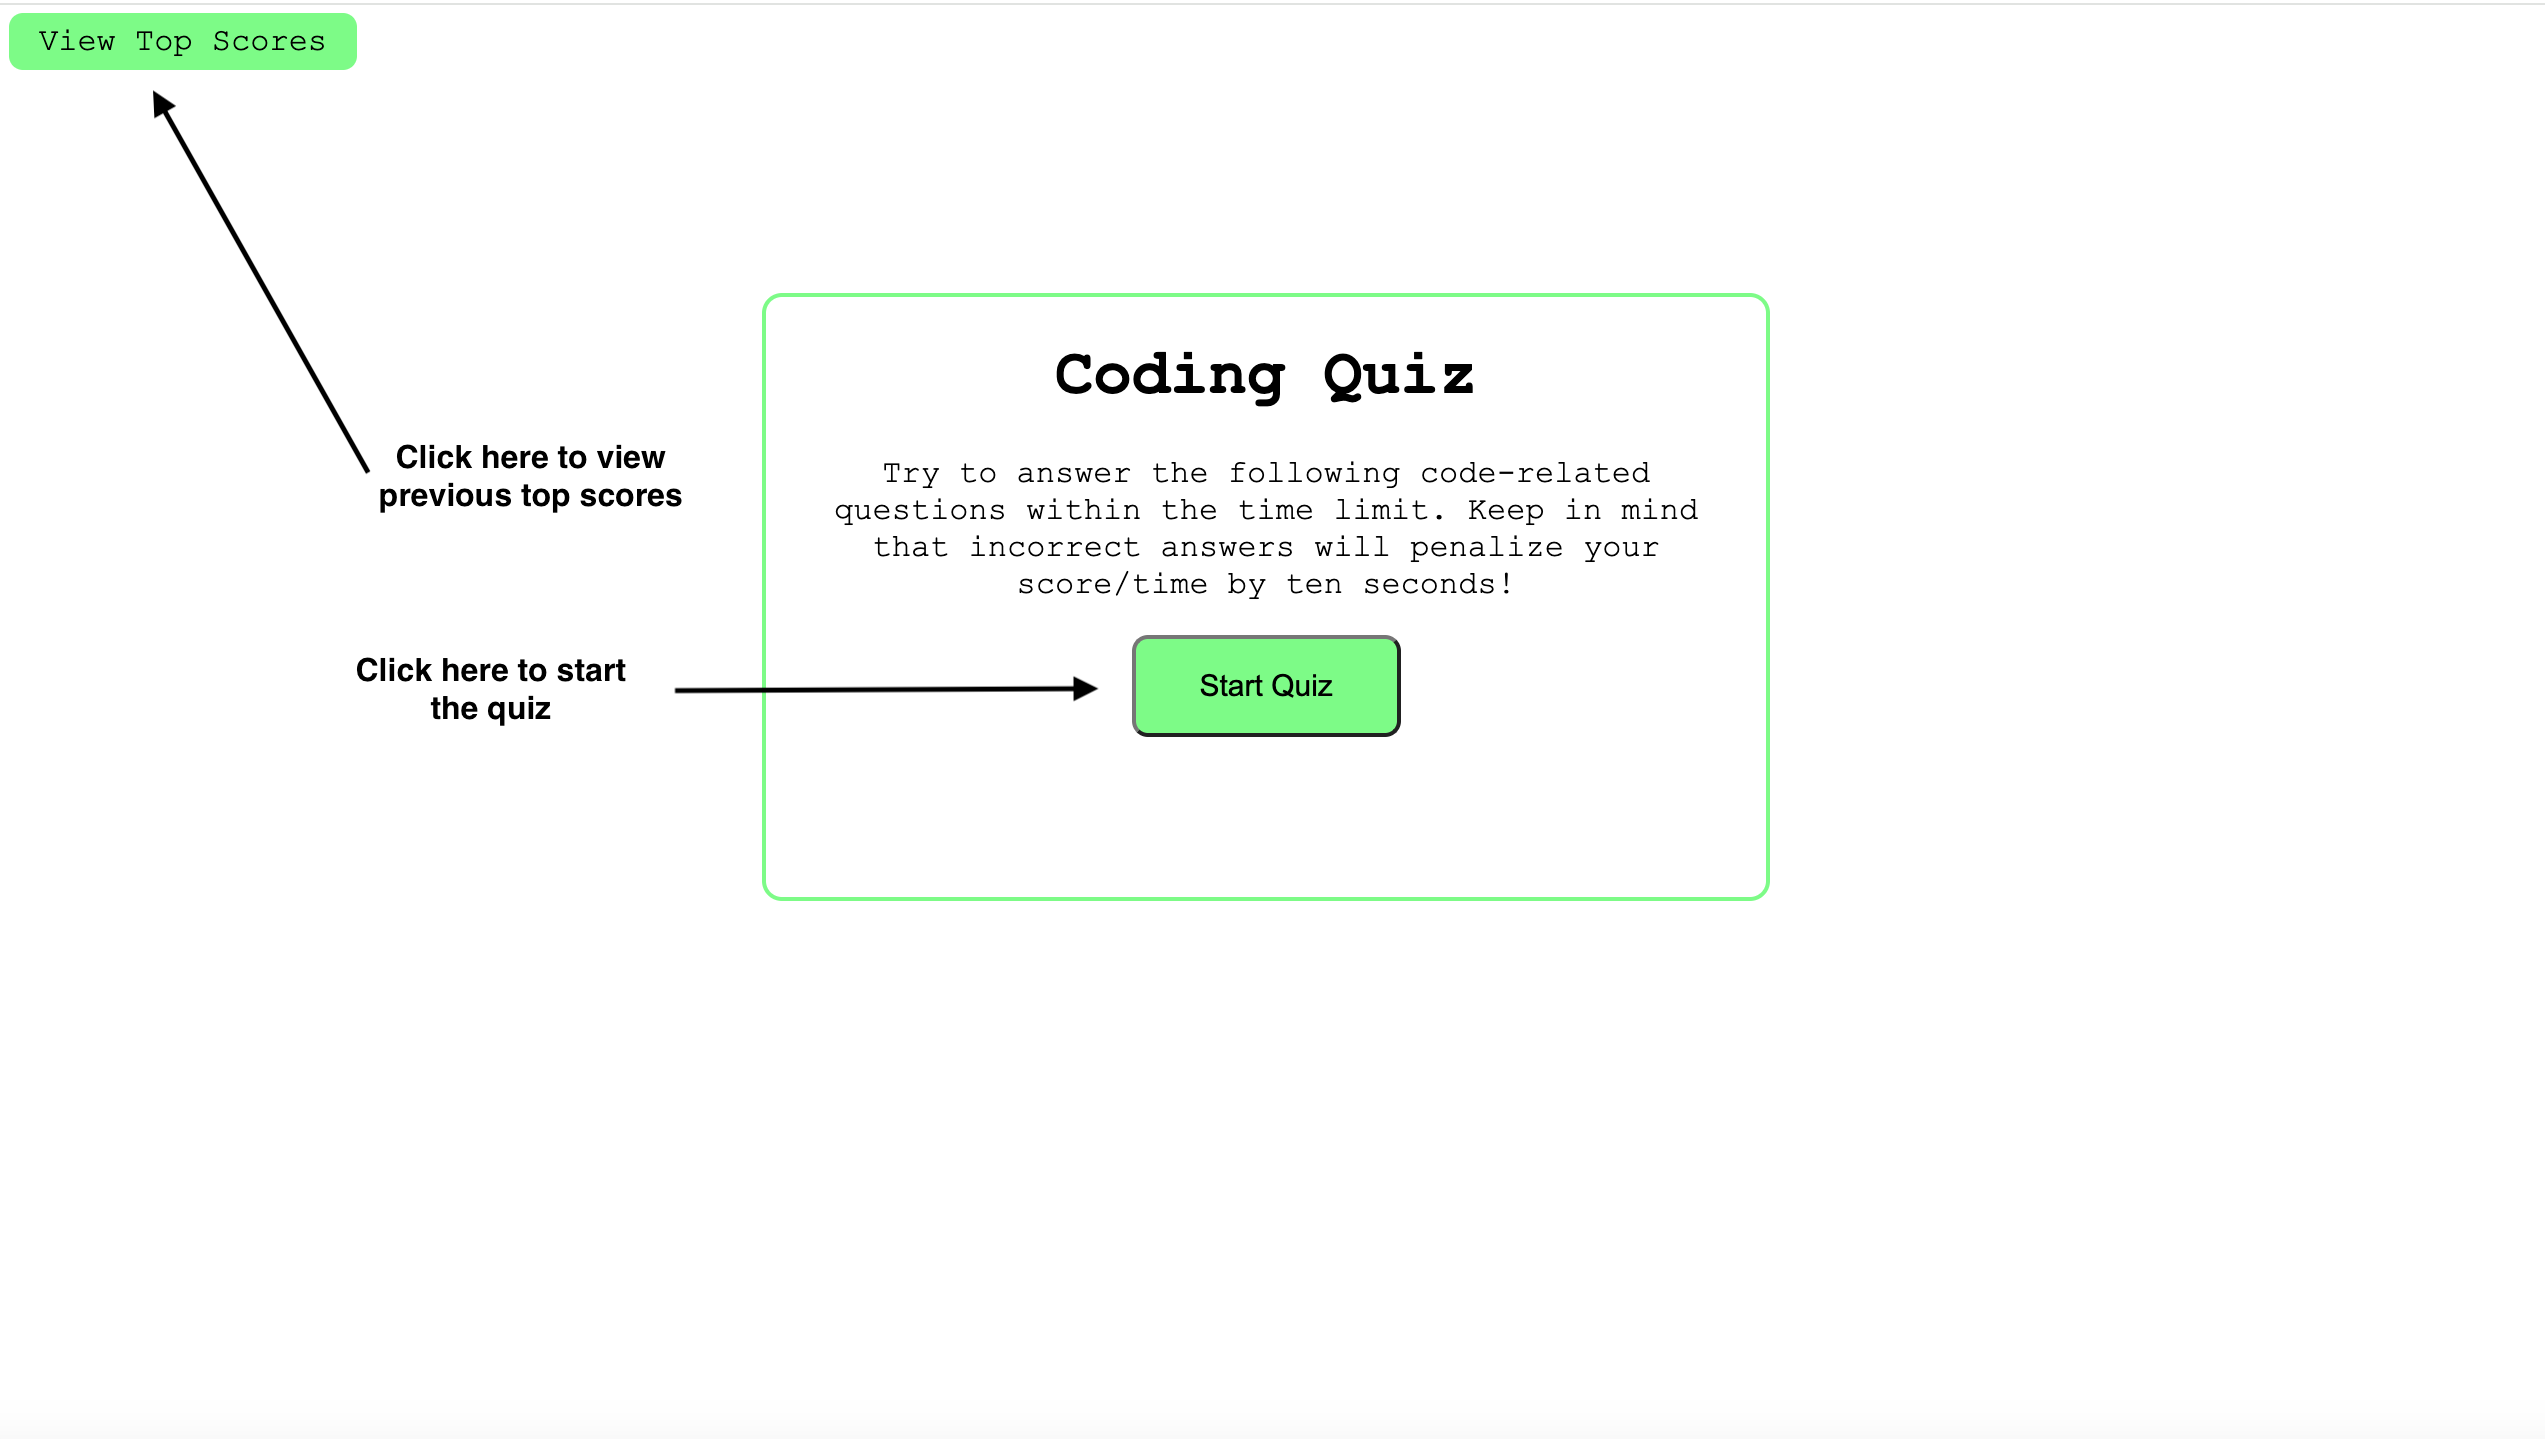 View Top Scores
Coding Quiz
Click here to view
previous top scores
Try to answer the following code-related
questions within the time limit. Keep in mind
that incorrect answers will penalize your
score/time by ten seconds!
Click here to start
the quiz
Start Quiz